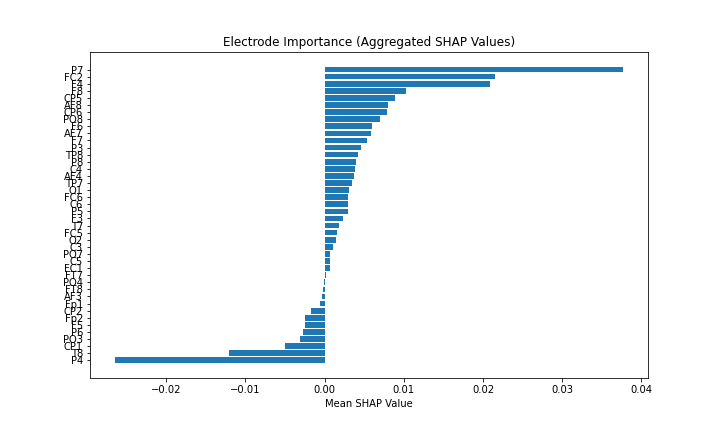 Electrode Importance (Aggregated SHAP Values)
P7
FC2
F4
F8
CP5
AF8
CP6
PO8
F6
AF7
F7
P3
TP8
P8
C4
AF4
TP7
O1
FC6
C6
P5
F3
T7
FC5
O2
C3
PO7
C5
FC1
FT7
PO4
FT8
AF3
Fp1
CP2
Fp2
F5
P6
PO3
CP1
T8
P4
−0.02 −0.01 0.00 0.01 0.02 0.03 0.04
Mean SHAP Value